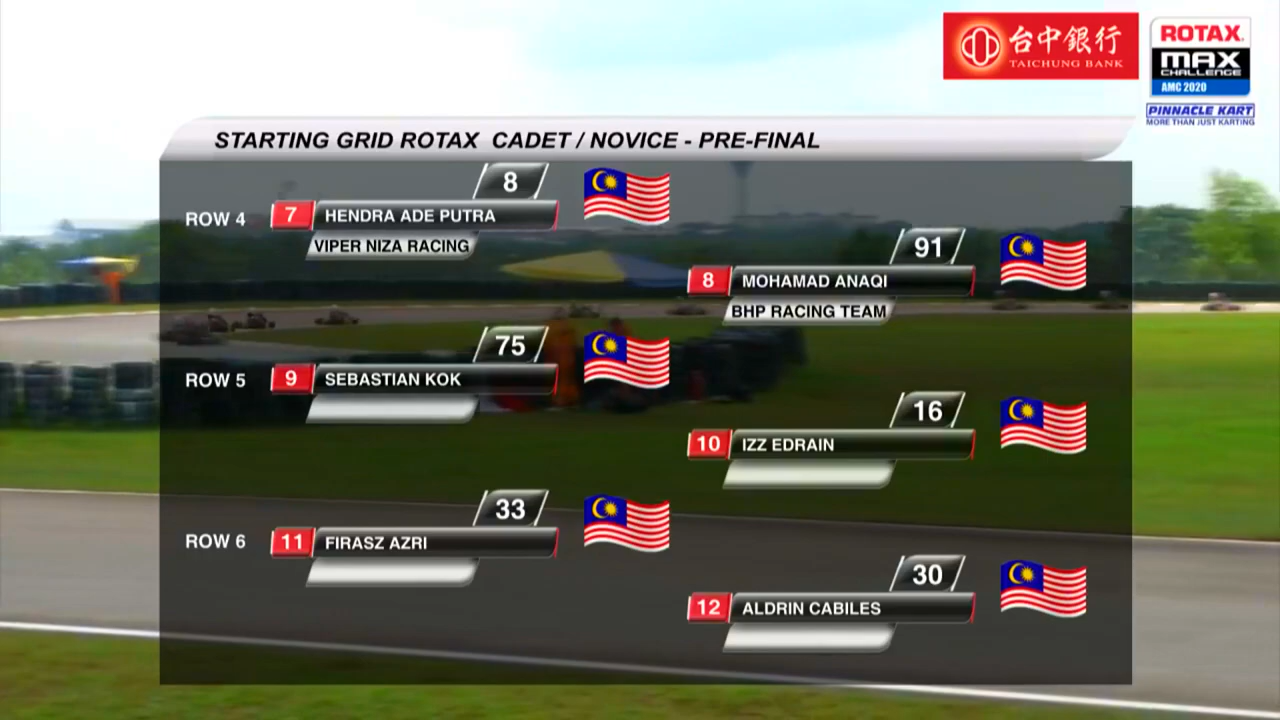 台中銀行
TAICHUNG BANK
ROTAX
MAX
CHALLENGE
AMC 2020
PINNACLE KART
MORE THAN JUST KARTING
STARTING GRID ROTAX CADET / NOVICE - PRE-FINAL
ROW 4
8
7 HENDRA ADE PUTRA
VIPER NIZA RACING
91
8 MOHAMAD ANAQI
BHP RACING TEAM
ROW 5
75
9 SEBASTIAN KOK
16
10 IZZ EDRAIN
ROW 6
33
11 FIRASZ AZRI
30
12 ALDRIN CABILES